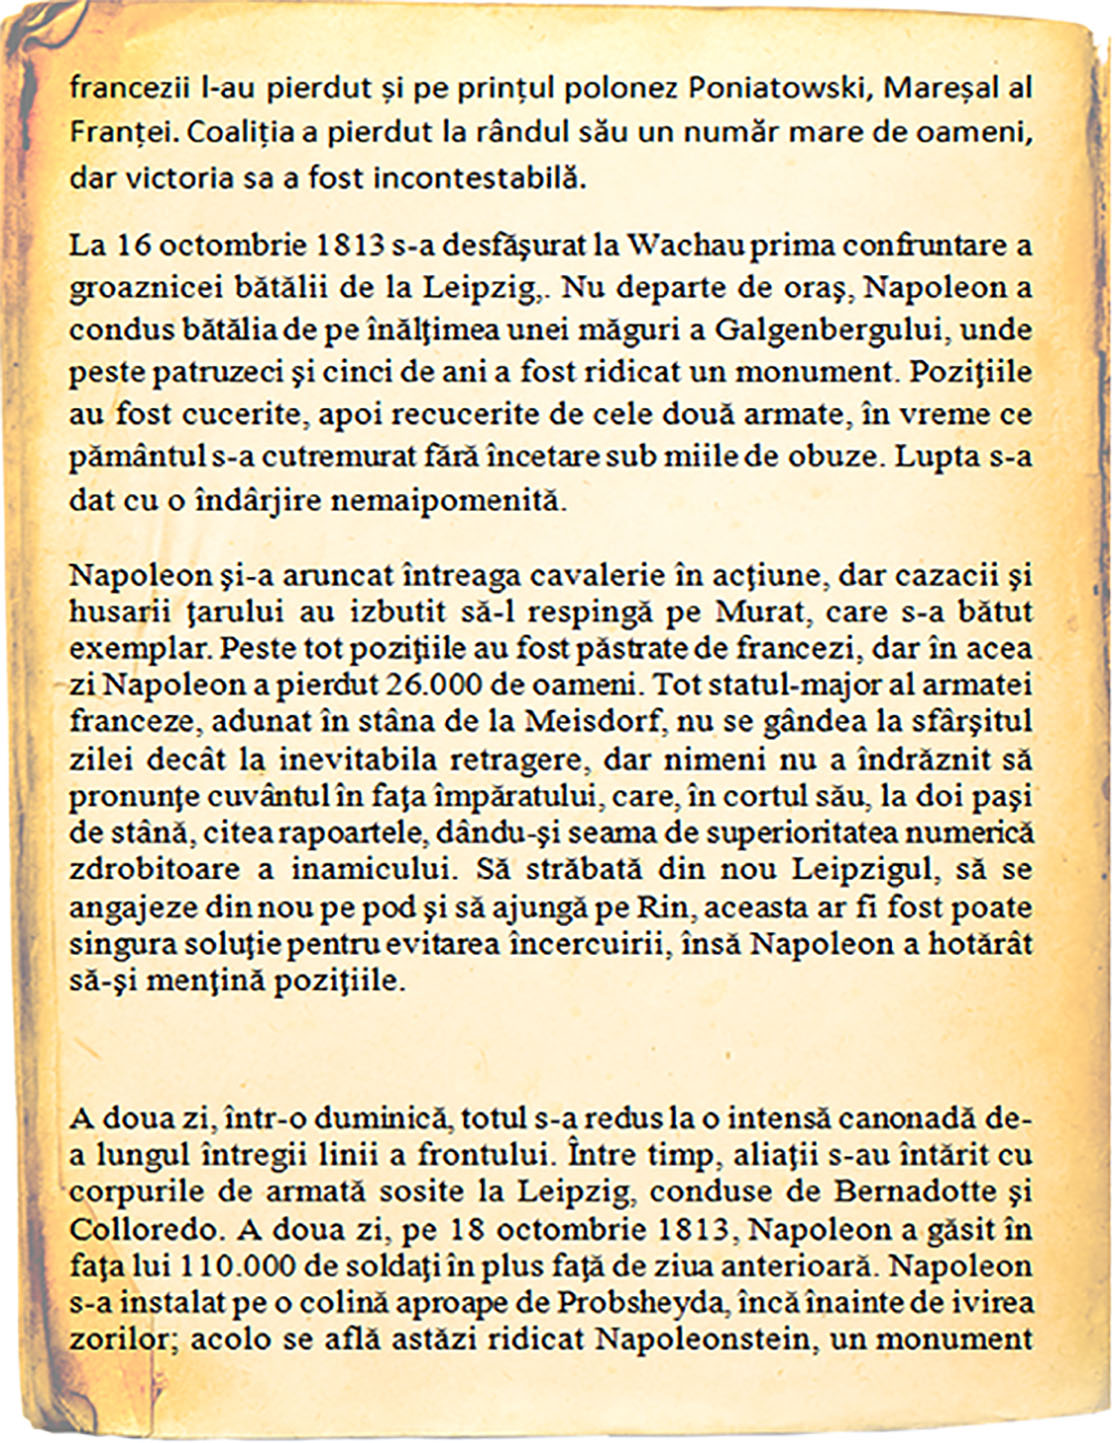 francezii l-au pierdut și pe prințul polonez Poniatowski, Mareșal al
Franței. Coaliția a pierdut la rândul său un număr mare de oameni,
dar victoria sa a fost incontestabilă.
La 16 octombrie 1813 s-a desfăşurat la Wachau prima confruntare a
groaznicei bătălii de la Leipzig,. Nu departe de oraş, Napoleon a
condus bătălia de pe înălţimea unei măguri a Galgenbergului, unde
peste patruzeci şi cinci de ani a fost ridicat un monument. Poziţiile
au fost cucerite, apoi recucerite de cele două armate, în vreme ce
pământul s-a cutremurat fără încetare sub miile de obuze. Lupta s-a
dat cu o îndârjire nemaipomenită.
Napoleon şi-a aruncat întreaga cavalerie în acţiune, dar cazacii şi
husarii ţarului au izbutit să-l respingă pe Murat, care s-a bătut
exemplar. Peste tot poziţiile au fost păstrate de francezi, dar în acea
zi Napoleon a pierdut 26.000 de oameni. Tot statul-major al armatei
franceze, adunat în stâna de la Meisdorf, nu se gândea la sfârşitul
zilei decât la inevitabila retragere, dar nimeni nu a îndrăznit să
pronunţe cuvântul în faţa împăratului, care, în cortul său, la doi paşi
de stână, citea rapoartele, dându-şi seama de superioritatea numerică
zdrobitoare a inamicului. Să străbată din nou Leipzigul, să se
angajeze din nou pe pod şi să ajungă pe Rin, aceasta ar fi fost poate
singura soluţie pentru evitarea încercuirii, însă Napoleon a hotărât
să-şi menţină poziţiile.
A doua zi, într-o duminică, totul s-a redus la o intensă canonadă de-
a lungul întregii linii a frontului. Între timp, aliaţii s-au întărit cu
corpurile de armată sosite la Leipzig, conduse de Bernadotte şi
Colloredo. A doua zi, pe 18 octombrie 1813, Napoleon a găsit în
faţa lui 110.000 de soldaţi în plus faţă de ziua anterioară. Napoleon
s-a instalat pe o colină aproape de Probsheyda, încă înainte de ivirea
zorilor; acolo se află astăzi ridicat Napoleonstein, un monument